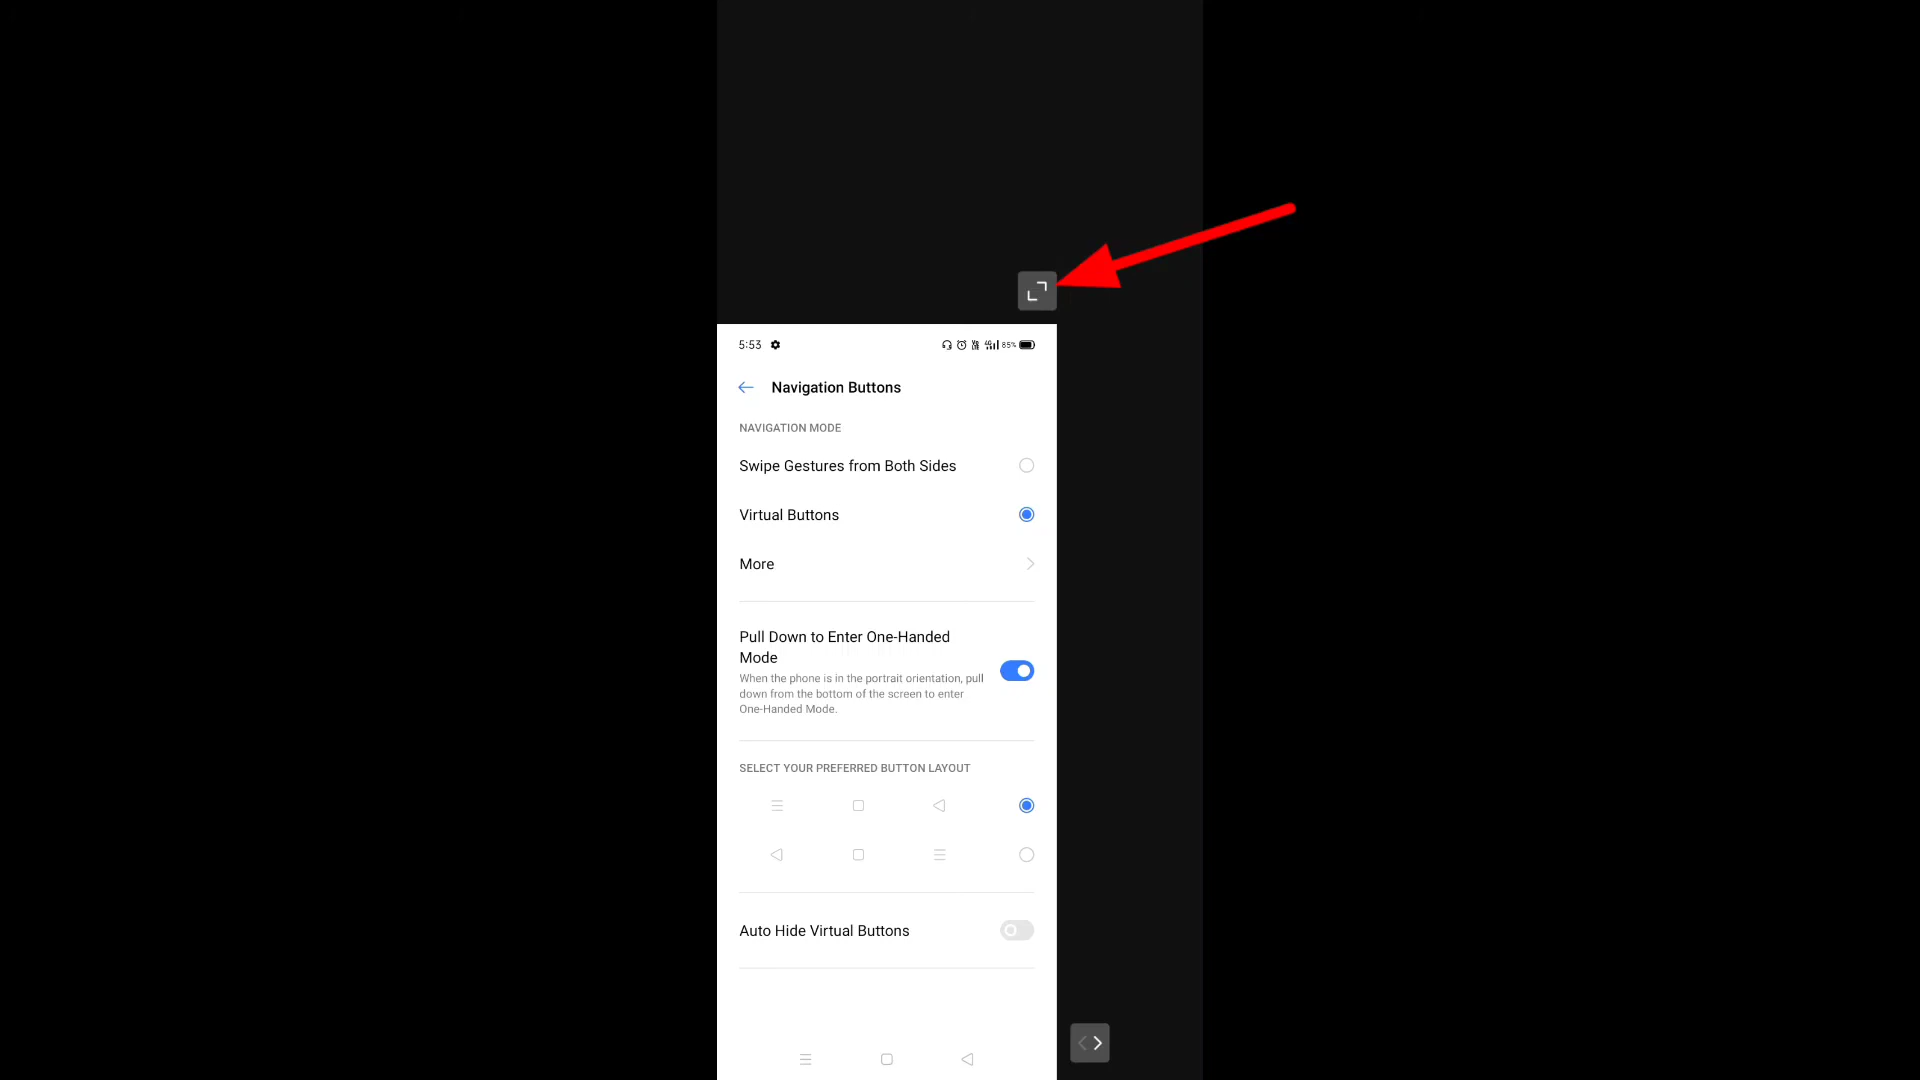 5:53 85%
Navigation Buttons
NAVIGATION MODE
Swipe Gestures from Both Sides
Virtual Buttons
More
Pull Down to Enter One-Handed
Mode
When the phone is in the portrait orientation, pull
down from the bottom of the screen to enter
One-Handed Mode.
SELECT YOUR PREFERRED BUTTON LAYOUT
Auto Hide Virtual Buttons